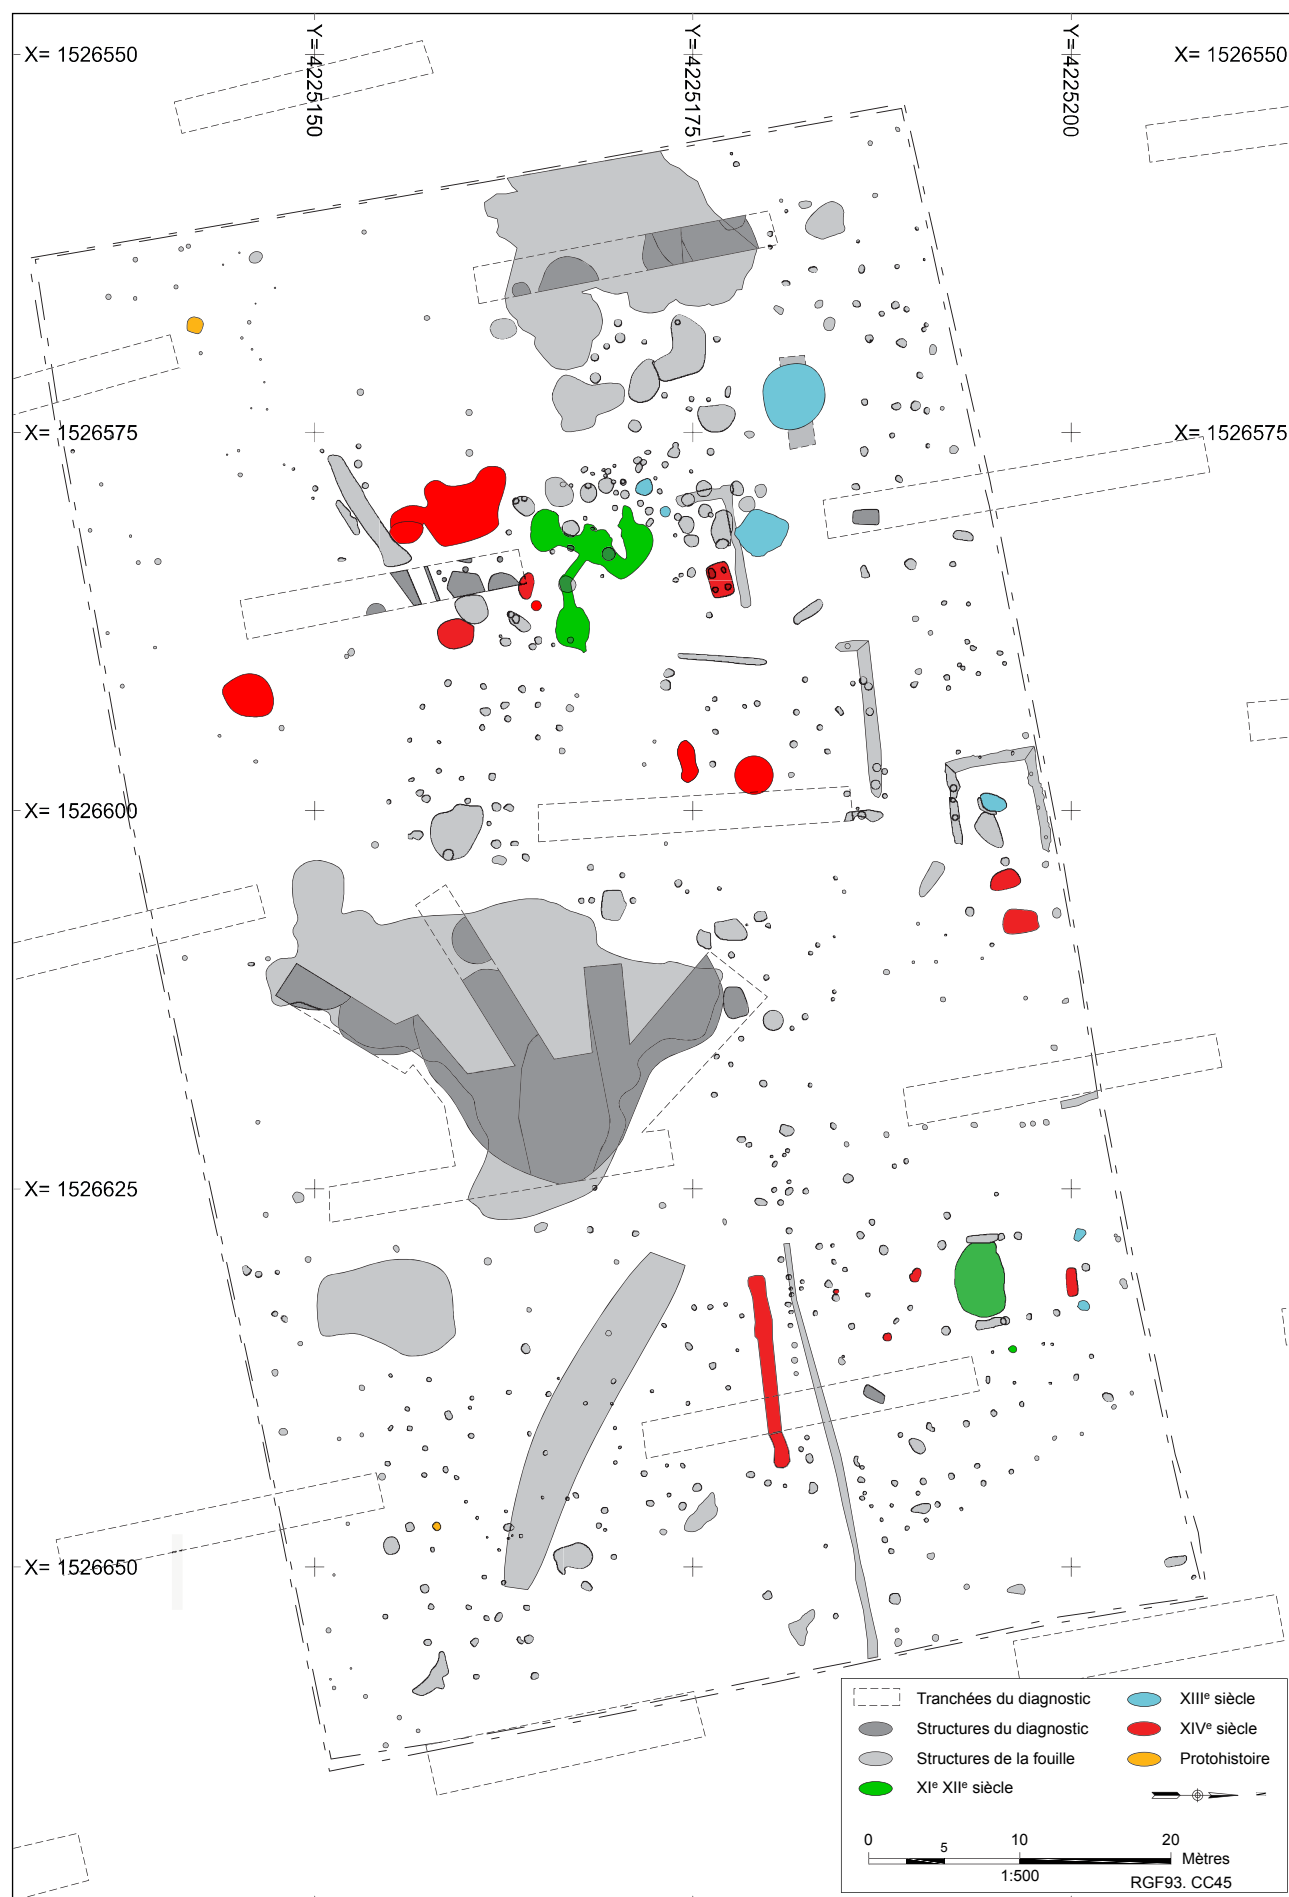 Y= 4225150
Y= 4225175
Y= 4225200
X= 1526550
X= 1526550
X= 1526575
X= 1526575
X= 1526600
X= 1526625
X= 1526650
Tranchées du diagnostic
Structures du diagnostic
Structures de la fouille
XIe XIIe siècle
XIIIe siècle
XIVe siècle
Protohistoire
0 5 10 20
Mètres
1:500
RGF93. CC45